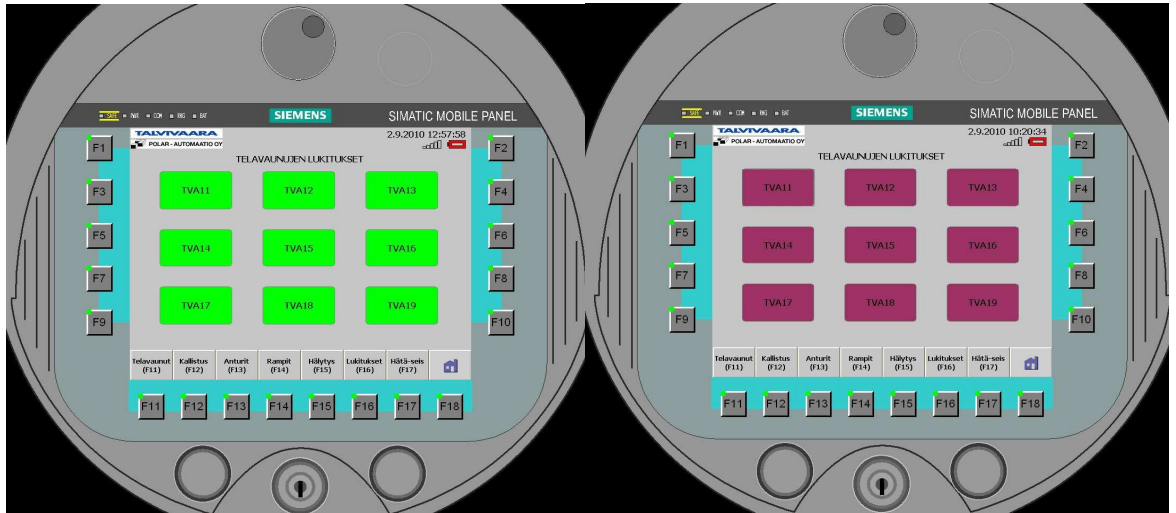 SAFE PWR COM RNG BAT SIEMENS SIMATIC MOBILE PANEL
TALVIVAARA 2.9.2010 12:57:58
POLAR - AUTOMAATIO OY
F1 F2
TELAVAUNUJEN LUKITUKSET
F3 TVA11 TVA12 TVA13 F4
F5 TVA14 TVA15 TVA16 F6
F7 F8
TVA17 TVA18 TVA19
F9 F10
Telavaunut (F11) Kallistus (F12) Anturit (F13) Rampit (F14) Hälytys (F15) Lukitukset (F16) Hätä-seis (F17)
F11 F12 F13 F14 F15 F16 F17 F18
SAFE PWR COM RNG BAT SIEMENS SIMATIC MOBILE PANEL
TALVIVAARA 2.9.2010 10:20:34
POLAR - AUTOMAATIO OY
F1 F2
TELAVAUNUJEN LUKITUKSET
F3 TVA11 TVA12 TVA13 F4
F5 TVA14 TVA15 TVA16 F6
F7 F8
TVA17 TVA18 TVA19
F9 F10
Telavaunut (F11) Kallistus (F12) Anturit (F13) Rampit (F14) Hälytys (F15) Lukitukset (F16) Hätä-seis (F17)
F11 F12 F13 F14 F15 F16 F17 F18